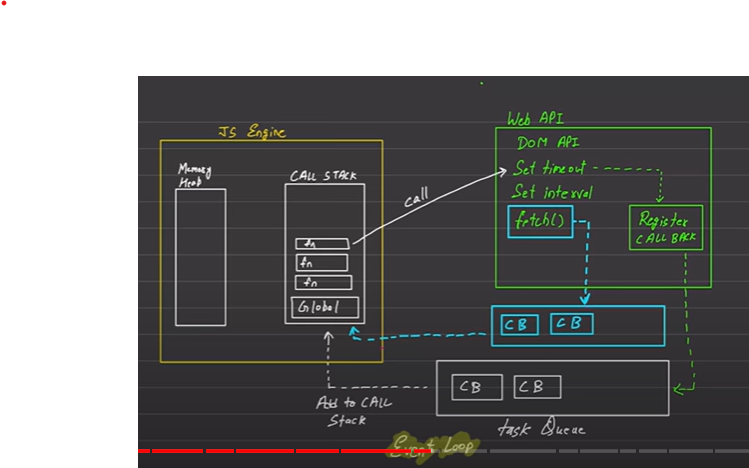 JS Engine
Memory
Heap
CALL STACK
fn
fn
fn
Global
call
Web API
DOM API
Set timeout
Set interval
fetch()
Register
CALL BACK
CB CB
CB CB
Add to CALL
Stack
task Queue
Event Loop